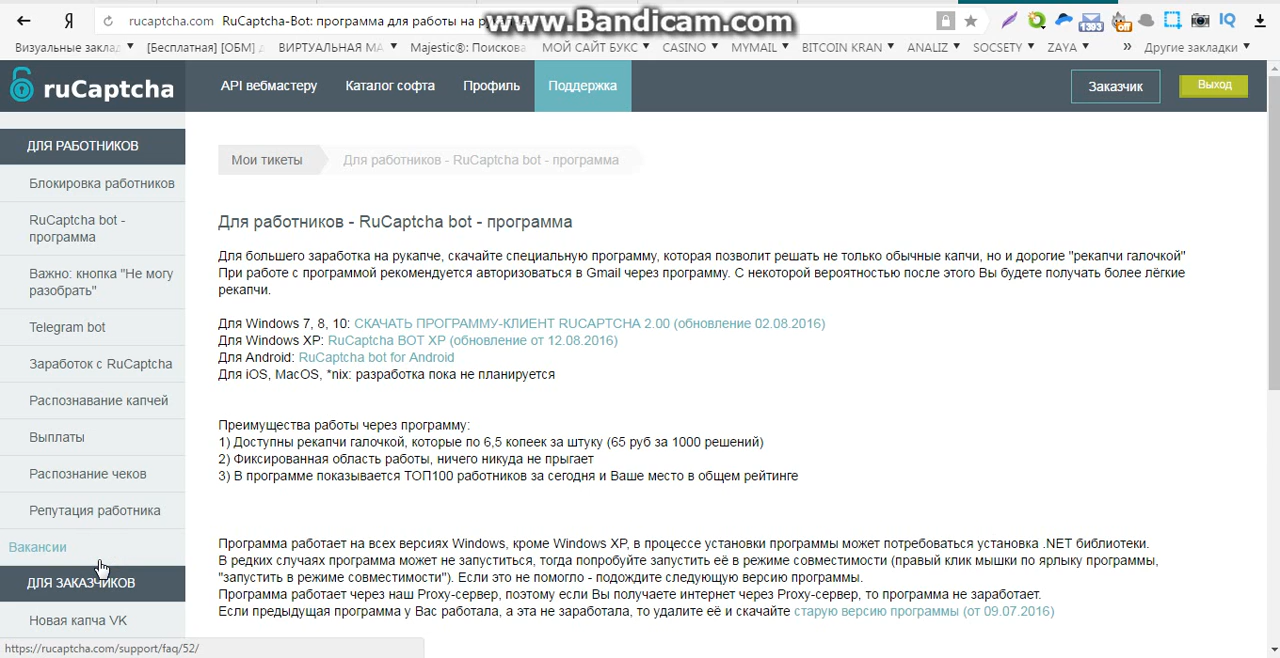 Я rucaptcha.com RuCaptcha-Bot: программа для работы на
www.Bandicam.com
Визуальные заклад [Бесплатная] [ОБМ] ВИРТУАЛЬНАЯ МА Majestic®: Поискова МОЙ САЙТ БУКС CASINO MYMAIL BITCOIN KRAN ANALIZ SOCSETY ZAYA » Другие закладки
ruCaptcha API вебмастеру Каталог софта Профиль Поддержка Заказчик Выход
ДЛЯ РАБОТНИКОВ
Блокировка работников
RuCaptcha bot -
программа
Важно: кнопка "Не могу
разобрать"
Telegram bot
Заработок с RuCaptcha
Распознавание капчей
Выплаты
Распознание чеков
Репутация работника
Вакансии
ДЛЯ ЗАКАЗЧИКОВ
Новая капча VK
Мои тикеты Для работников - RuCaptcha bot - программа
Для работников - RuCaptcha bot - программа
Для большего заработка на рукапче, скачайте специальную программу, которая позволит решать не только обычные капчи, но и дорогие "рекапчи галочкой"
При работе с программой рекомендуется авторизоваться в Gmail через программу. С некоторой вероятностью после этого Вы будете получать более лёгкие
рекапчи.
Для Windows 7, 8, 10: СКАЧАТЬ ПРОГРАММУ-КЛИЕНТ RUCAPTCHA 2.00 (обновление 02.08.2016)
Для Windows XP: RuCaptcha BOT XP (обновление от 12.08.2016)
Для Android: RuCaptcha bot for Android
Для iOS, MacOS, *nix: разработка пока не планируется
Преимущества работы через программу:
1) Доступны рекапчи галочкой, которые по 6,5 копеек за штуку (65 руб за 1000 решений)
2) Фиксированная область работы, ничего никуда не прыгает
3) В программе показывается ТОП100 работников за сегодня и Ваше место в общем рейтинге
Программа работает на всех версиях Windows, кроме Windows XP, в процессе установки программы может потребоваться установка .NET библиотеки.
В редких случаях программа может не запуститься, тогда попробуйте запустить её в режиме совместимости (правый клик мышки по ярлыку программы,
"запустить в режиме совместимости"). Если это не помогло - подождите следующую версию программы.
Программа работает через наш Proxy-сервер, поэтому если Вы получаете интернет через Proxy-сервер, то программа не заработает.
Если предыдущая программа у Вас работала, а эта не заработала, то удалите её и скачайте старую версию программы (от 09.07.2016)
https://rucaptcha.com/support/faq/52/